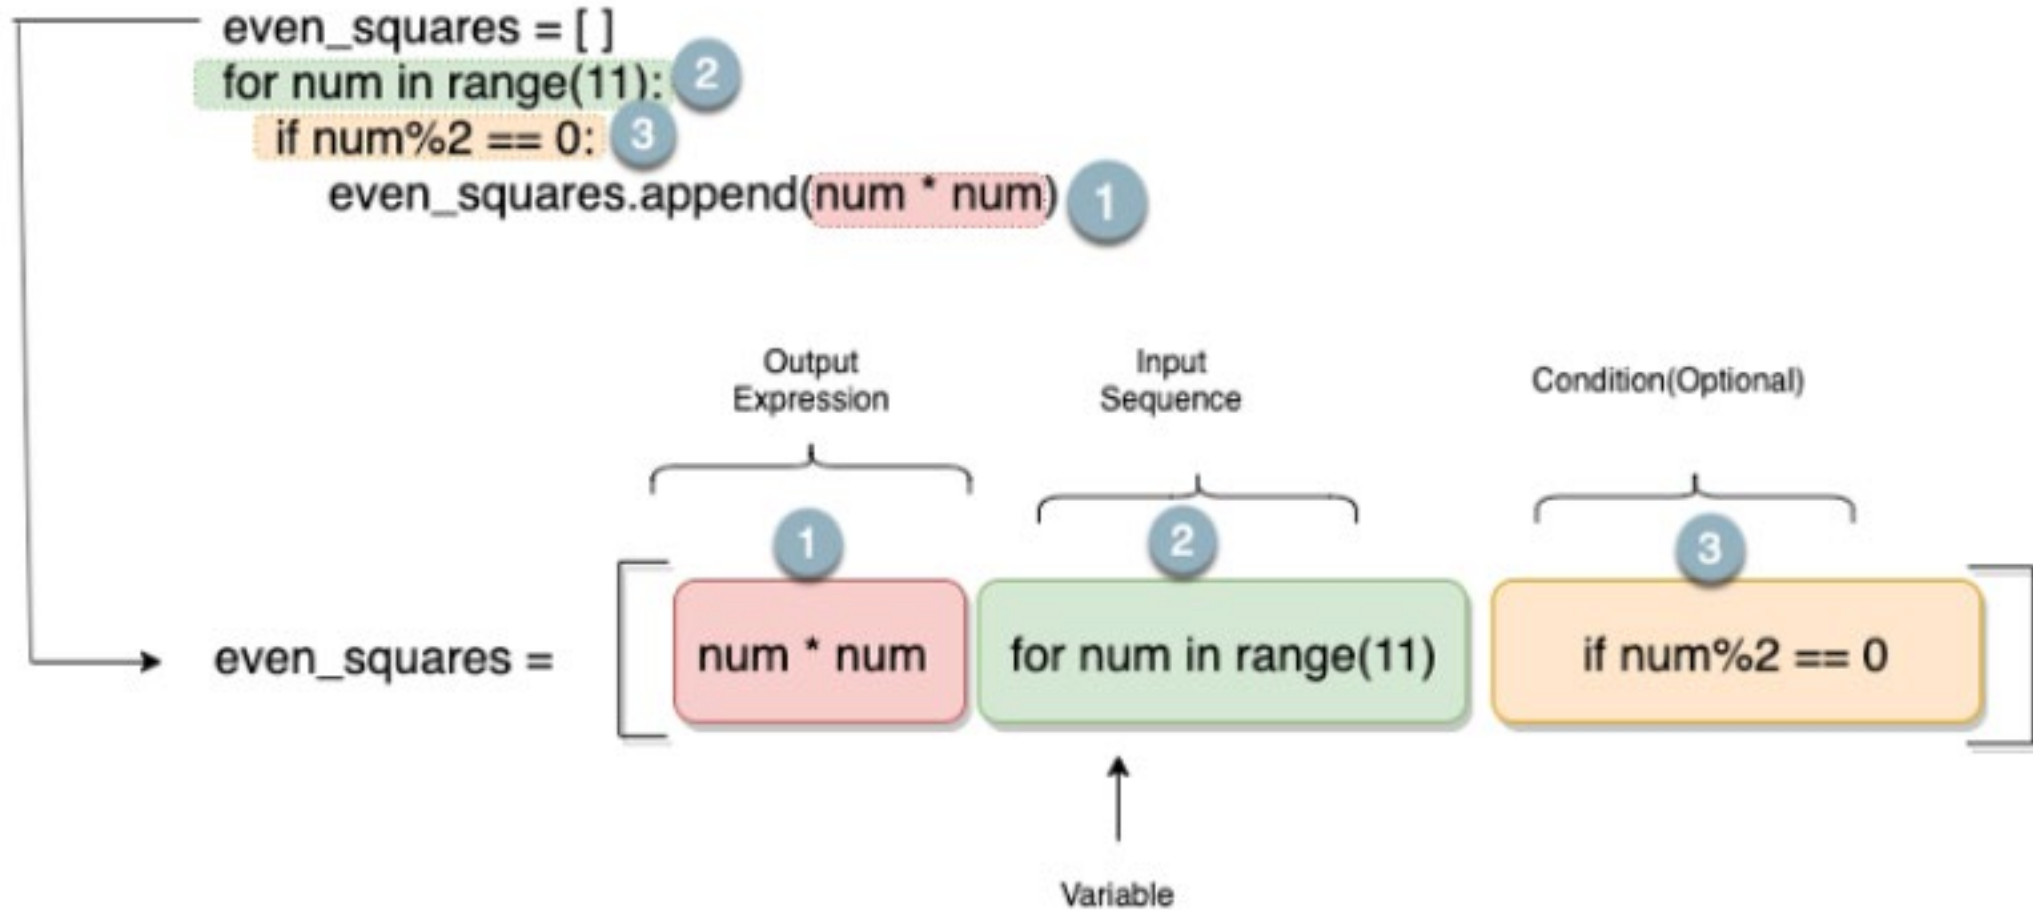 even_squares = [ ]
for num in range(11): 2
if num%2 == 0: 3
even_squares.append(num * num) 1
Output
Expression
Input
Sequence
Condition(Optional)
1
2
3
even_squares = [ num * num for num in range(11) if num%2 == 0 ]
Variable